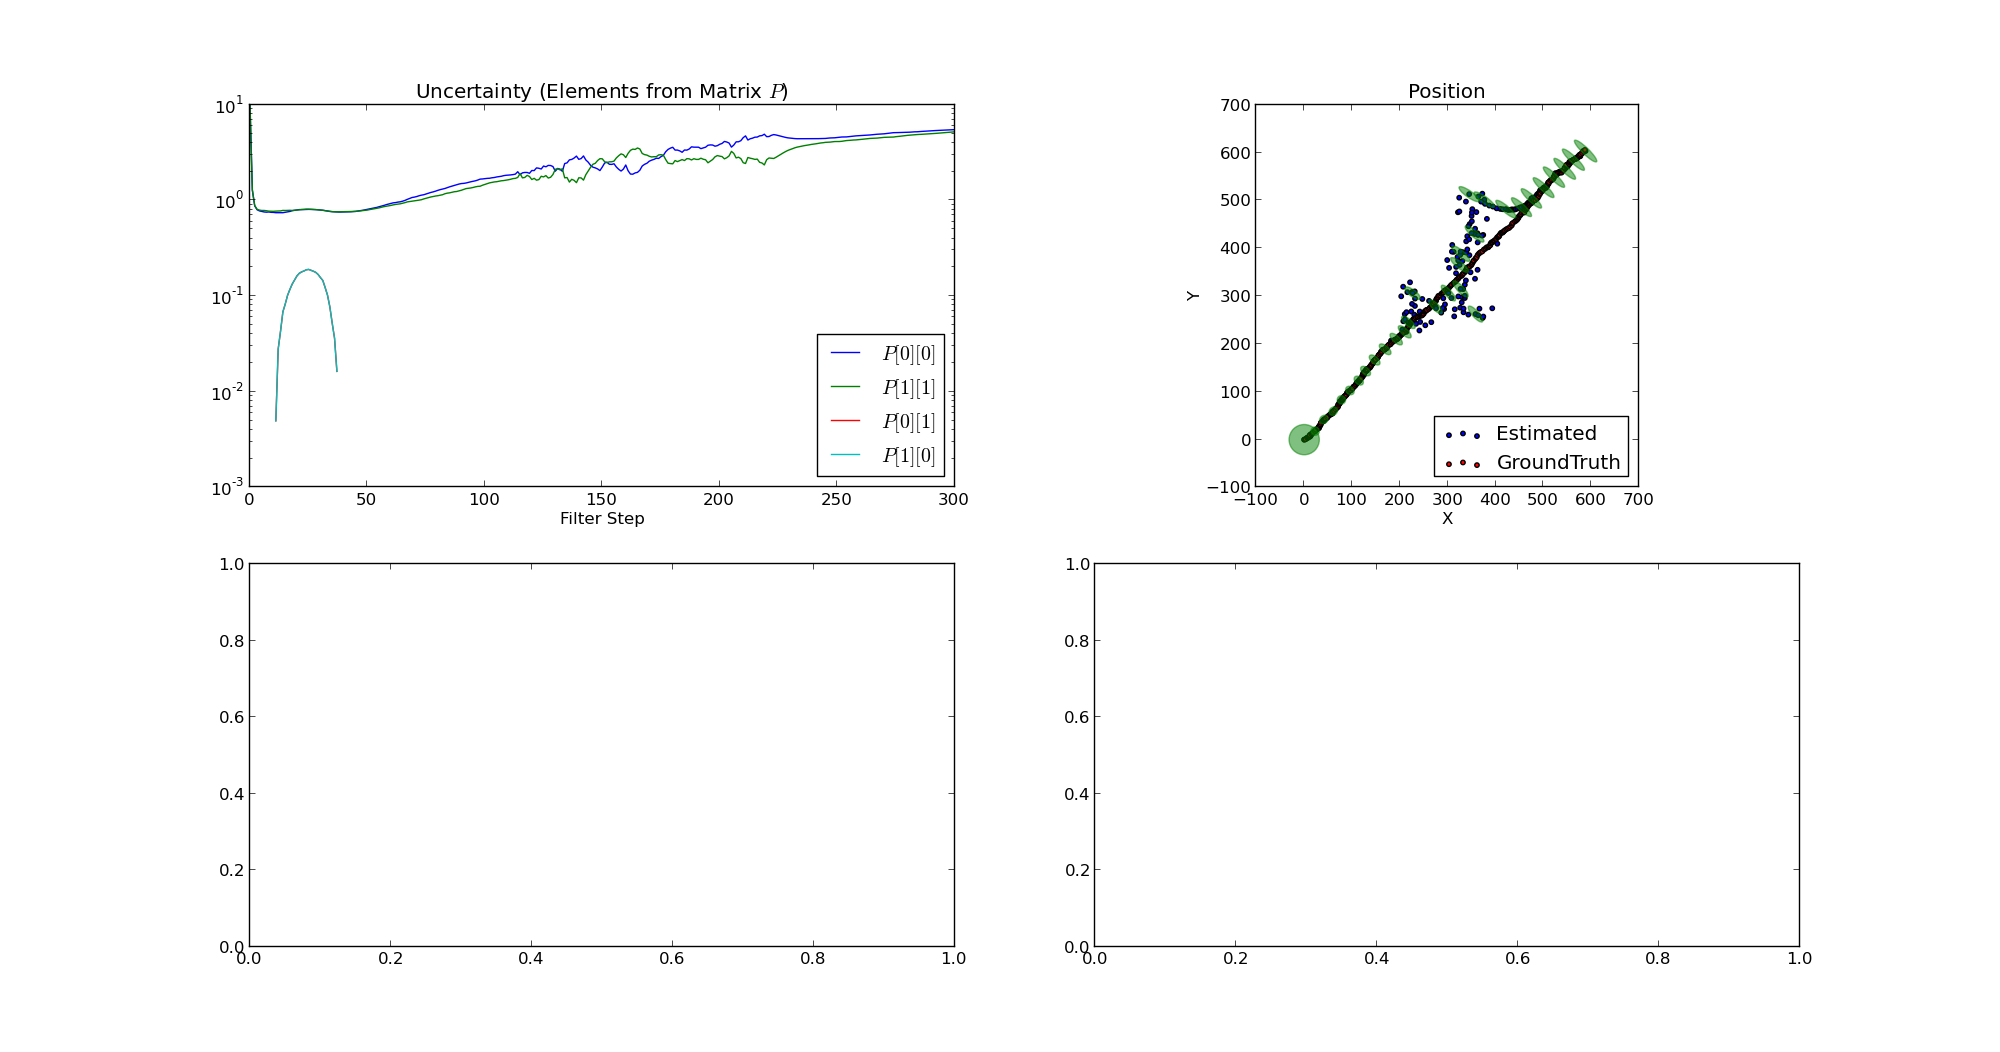 Uncertainty (Elements from Matrix P)
10^1
10^0
10^-1
10^-2
10^-3
0 50 100 150 200 250 300
Filter Step
P[0][0]
P[1][1]
P[0][1]
P[1][0]
Position
700
600
500
400
300
200
100
0
−100
Y
−100 0 100 200 300 400 500 600 700
X
Estimated
GroundTruth
1.0
0.8
0.6
0.4
0.2
0.0
0.0 0.2 0.4 0.6 0.8 1.0
1.0
0.8
0.6
0.4
0.2
0.0
0.0 0.2 0.4 0.6 0.8 1.0